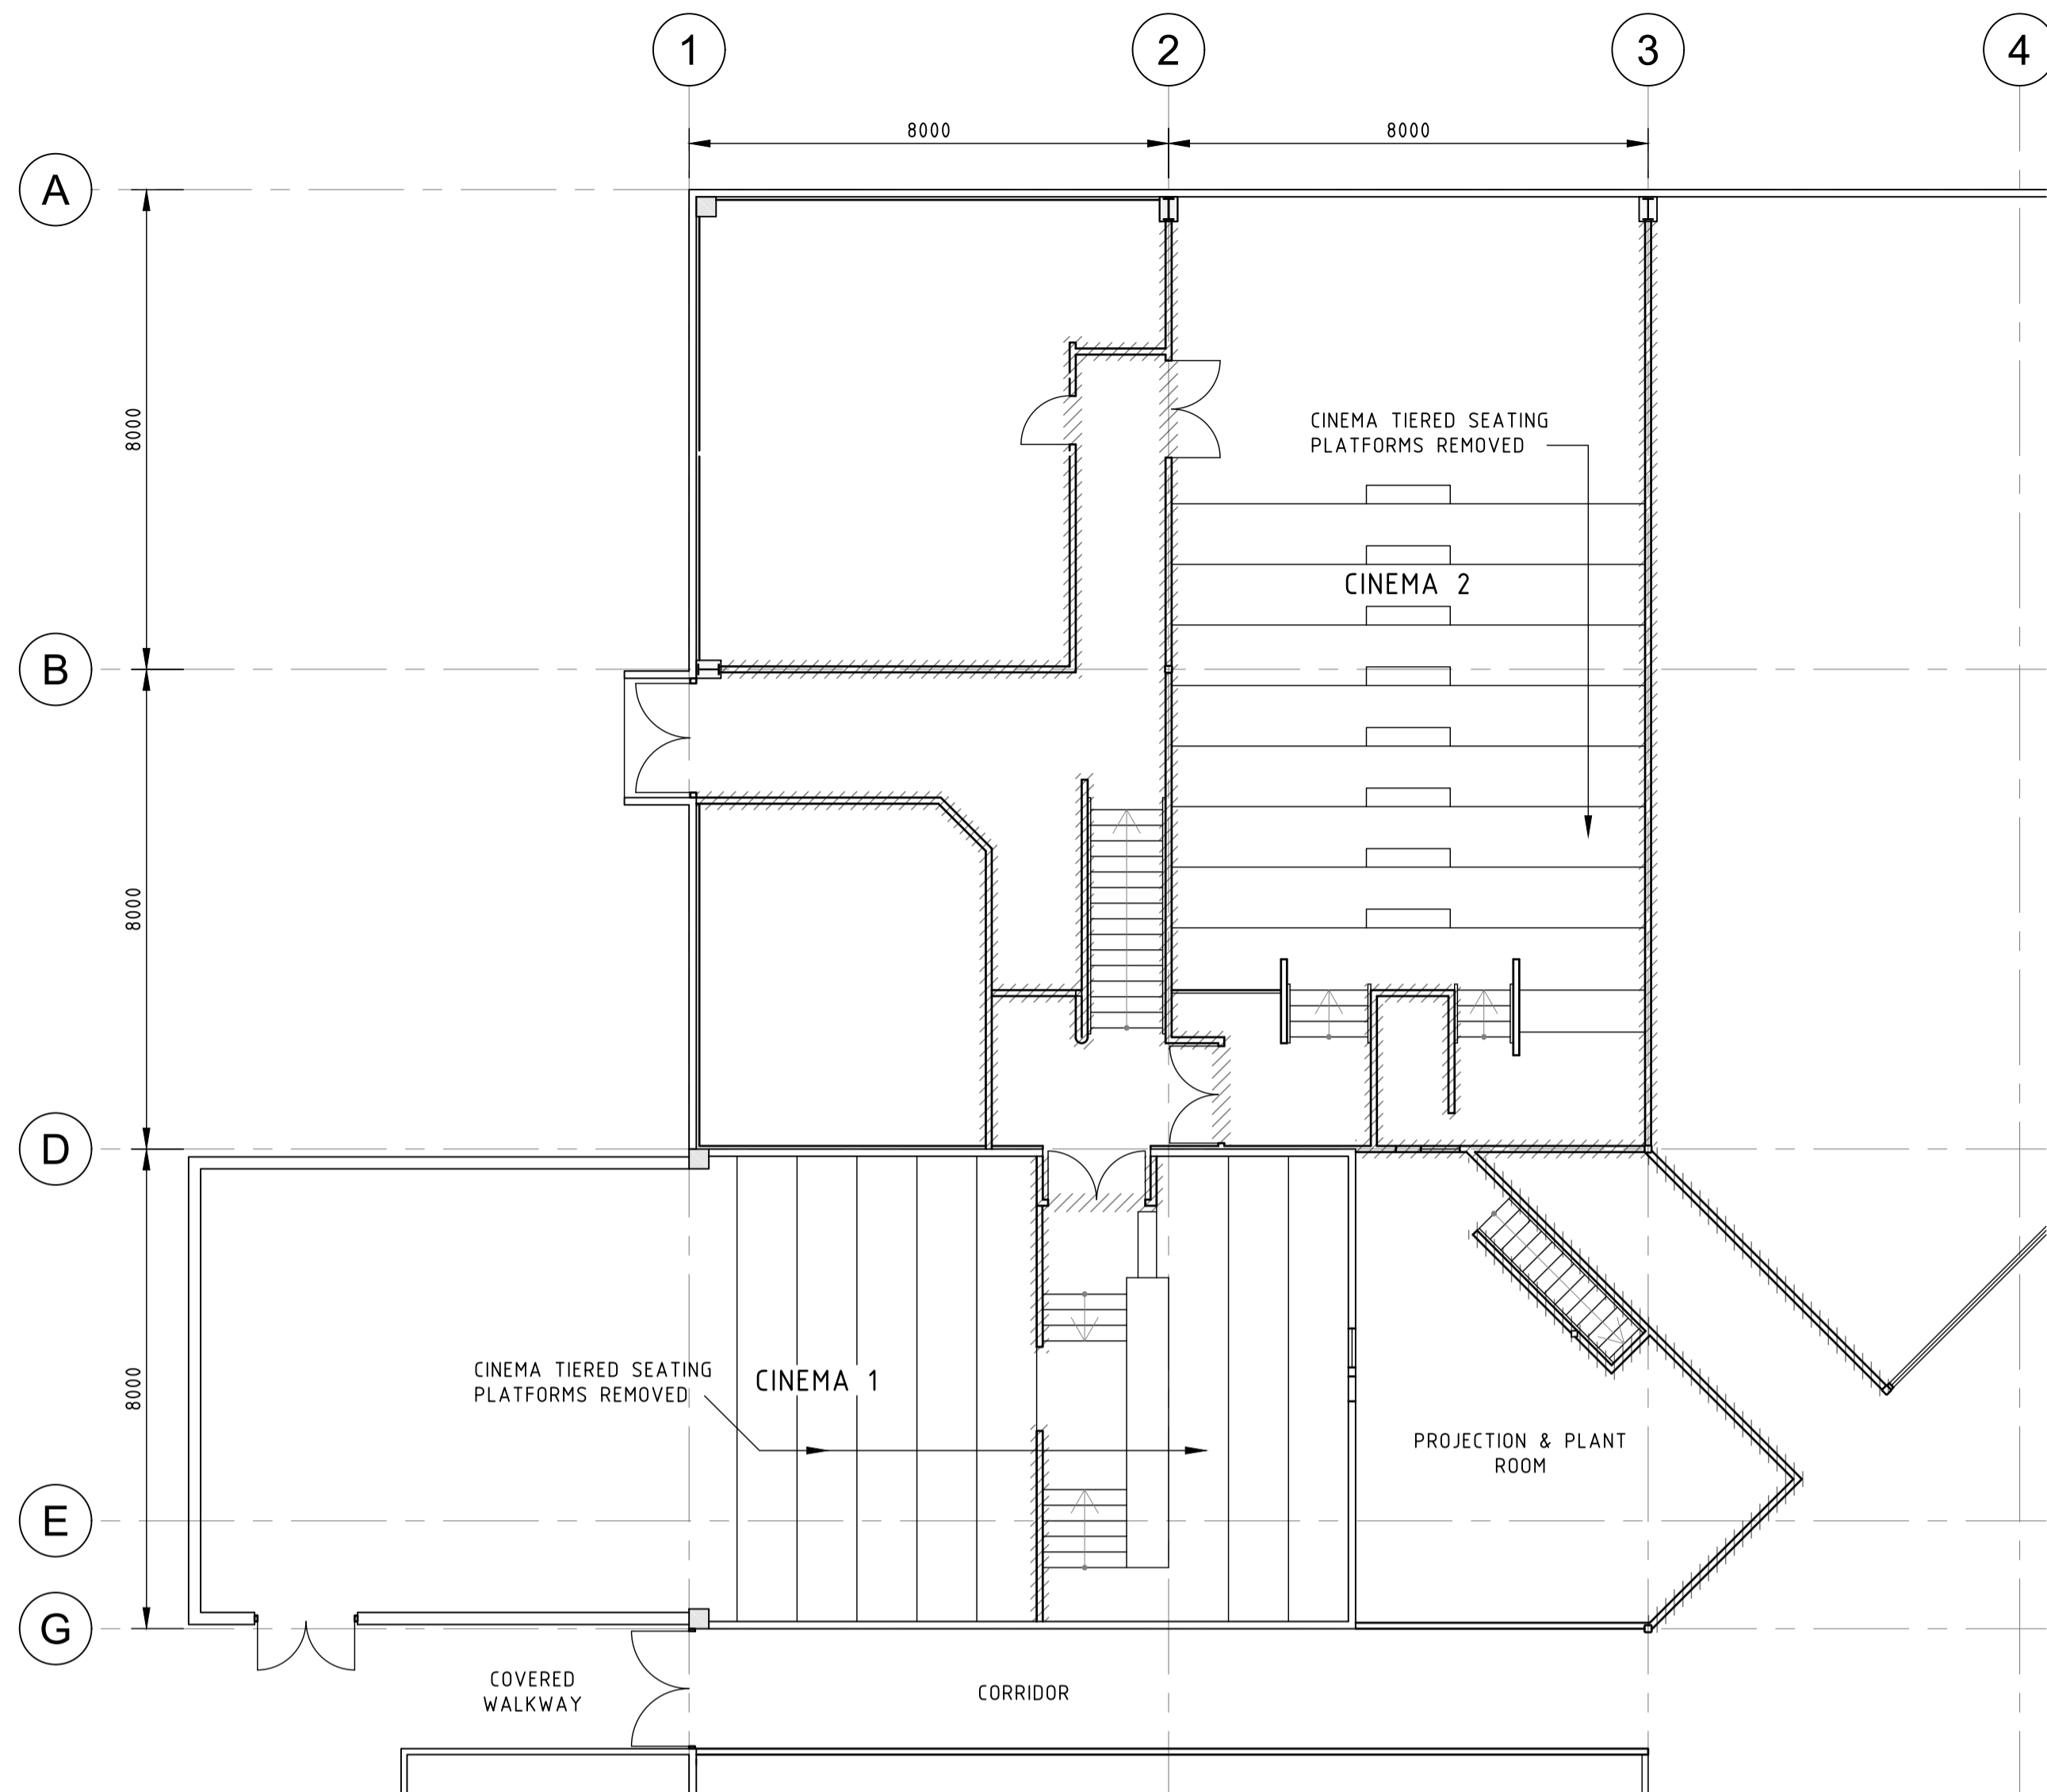 1
2
3
4
8000
8000
A
8000
CINEMA TIERED SEATING
PLATFORMS REMOVED
CINEMA 2
B
8000
D
CINEMA TIERED SEATING
PLATFORMS REMOVED
CINEMA 1
8000
PROJECTION & PLANT
ROOM
E
G
COVERED
WALKWAY
CORRIDOR